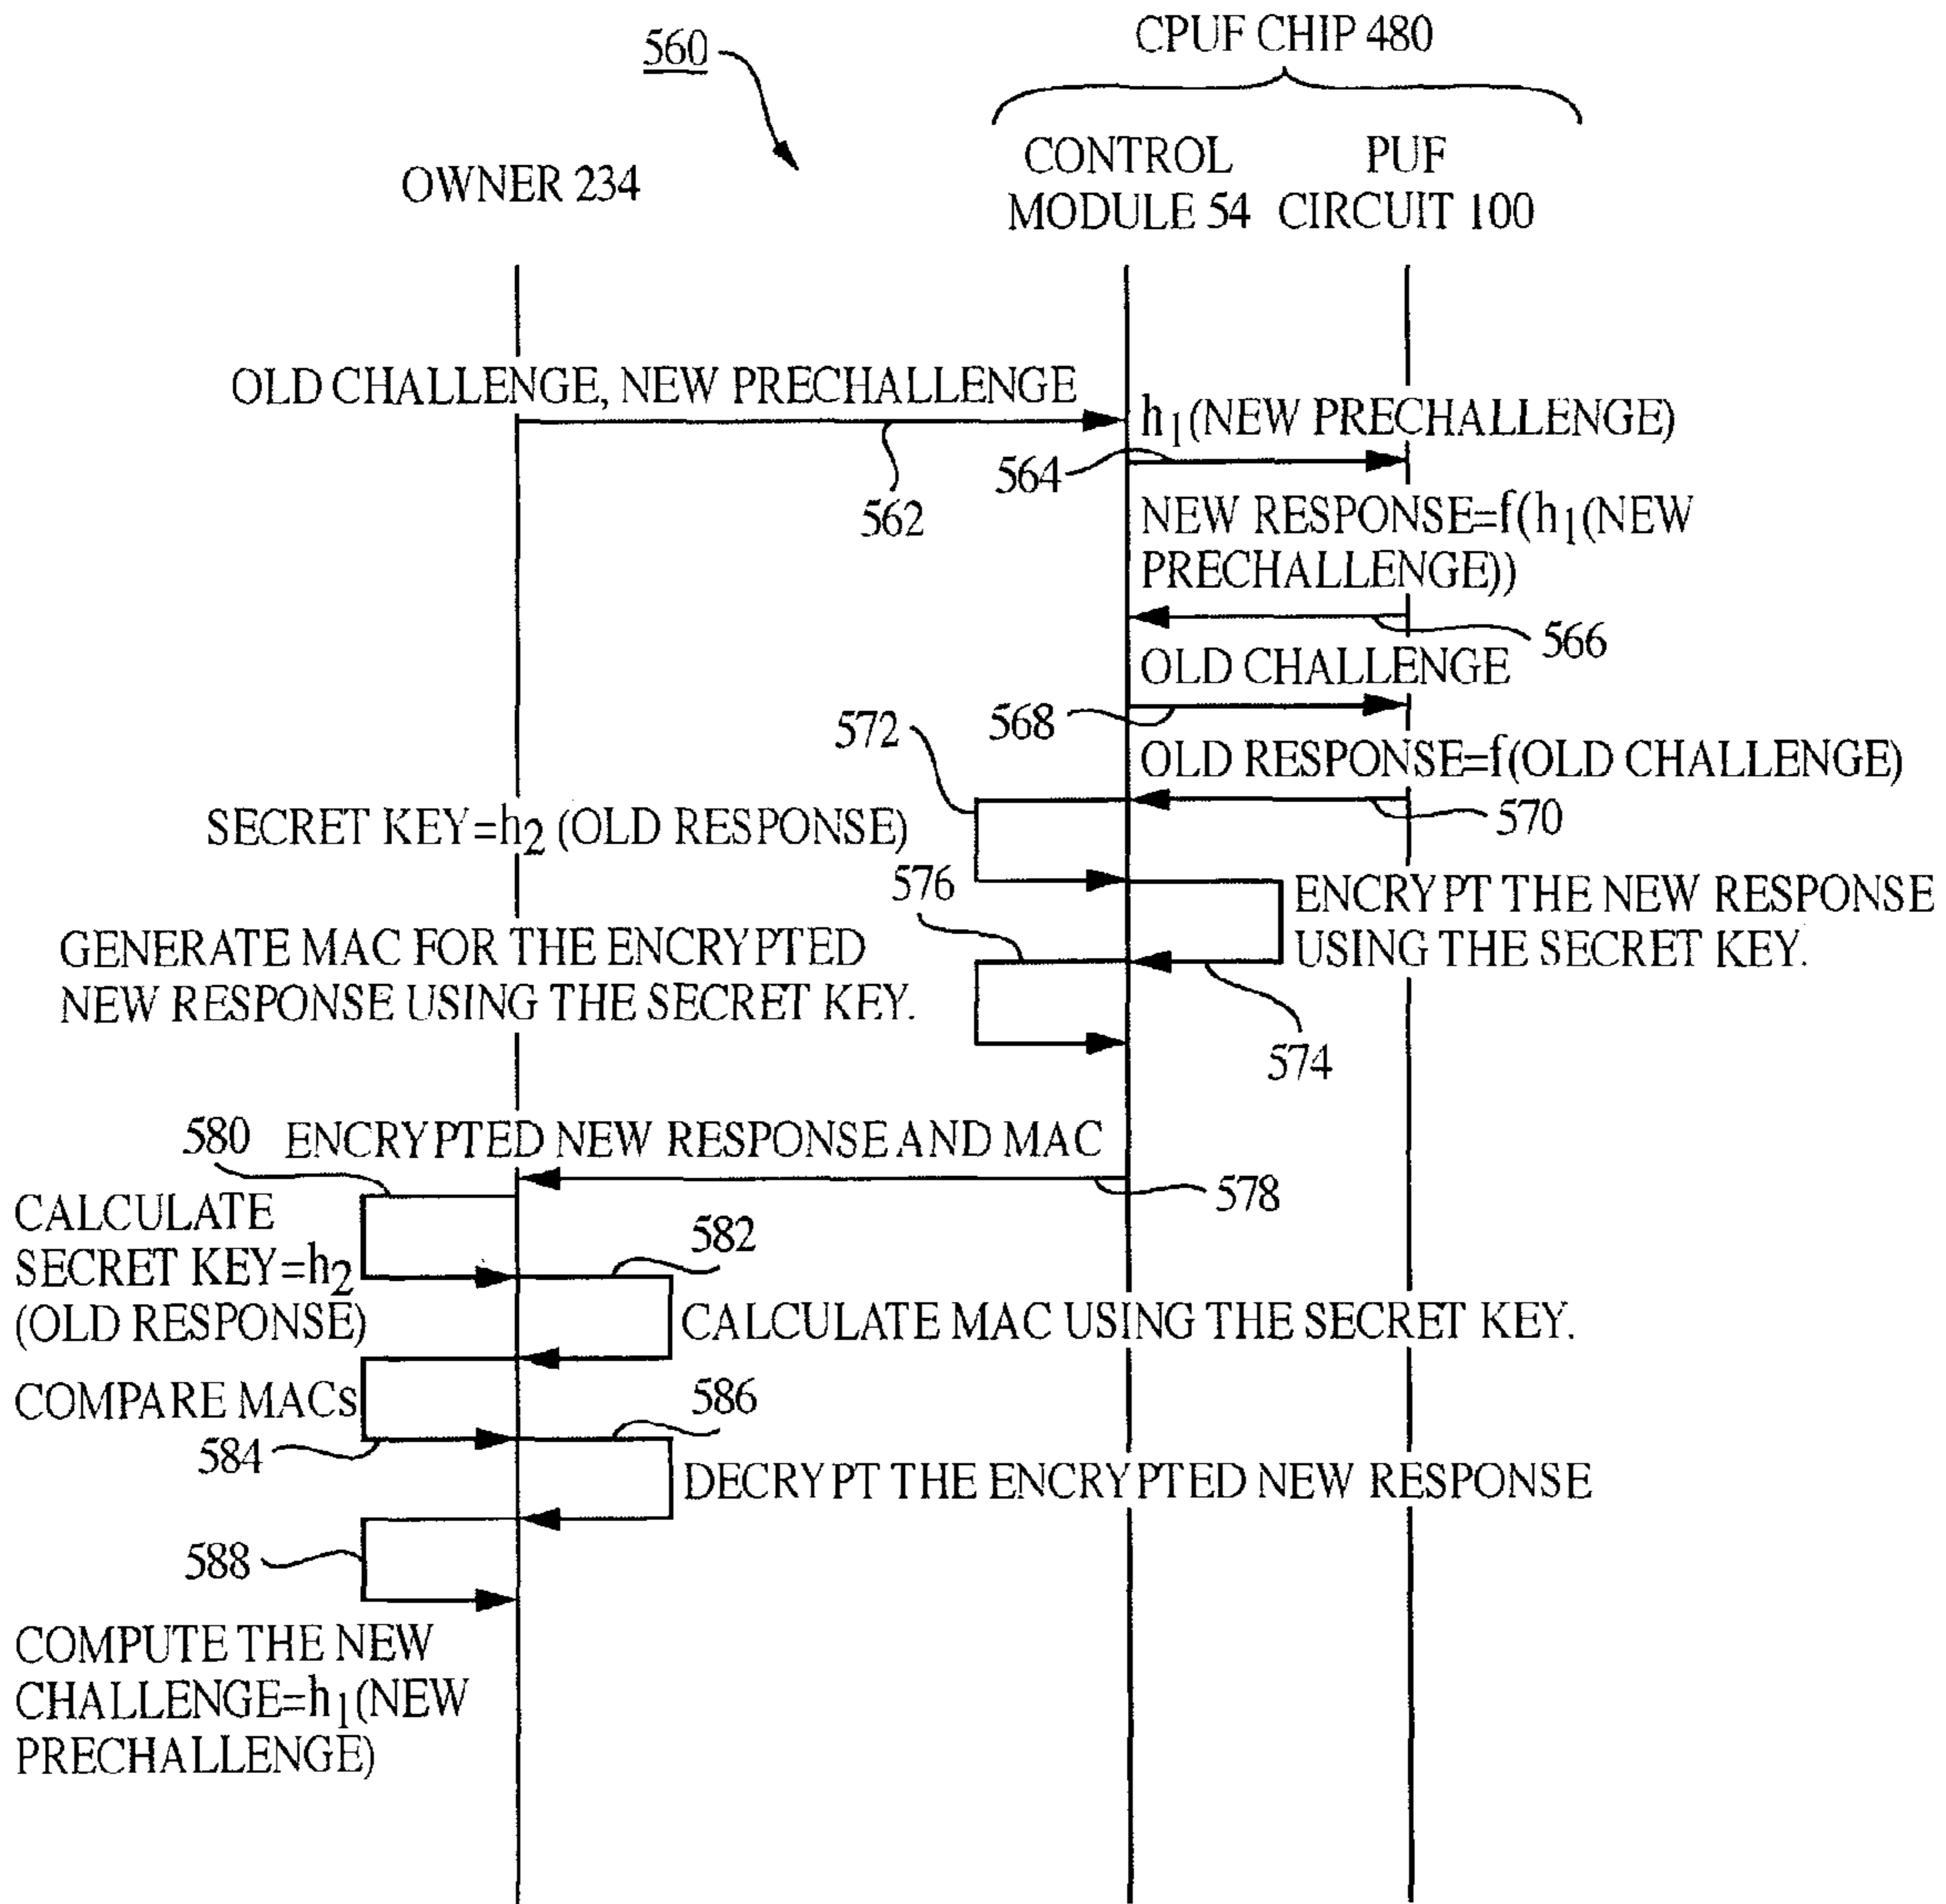 560
CPUF CHIP 480
OWNER 234
CONTROL
MODULE 54
PUF
CIRCUIT 100
OLD CHALLENGE, NEW PRECHALLENGE
562
h1(NEW PRECHALLENGE)
564
NEW RESPONSE=f(h1(NEW
PRECHALLENGE))
566
OLD CHALLENGE
568
572
OLD RESPONSE=f(OLD CHALLENGE)
570
SECRET KEY=h2 (OLD RESPONSE)
576
ENCRYPT THE NEW RESPONSE
USING THE SECRET KEY.
GENERATE MAC FOR THE ENCRYPTED
NEW RESPONSE USING THE SECRET KEY.
574
580
ENCRYPTED NEW RESPONSE AND MAC
578
CALCULATE
SECRET KEY=h2
(OLD RESPONSE)
582
CALCULATE MAC USING THE SECRET KEY.
COMPARE MACs
584
586
DECRYPT THE ENCRYPTED NEW RESPONSE
588
COMPUTE THE NEW
CHALLENGE=h1(NEW
PRECHALLENGE)